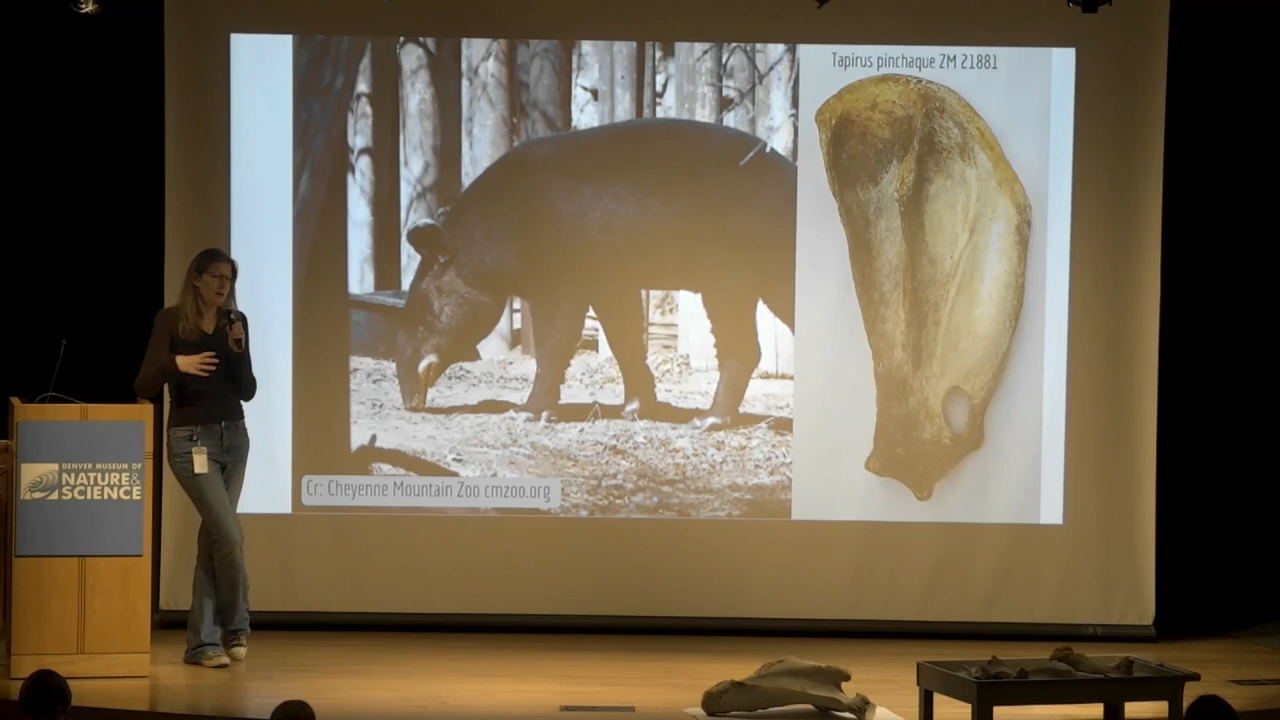 Tapirus pinchaque ZM 21881
DENVER MUSEUM OF
NATURE &
SCIENCE
Cr: Cheyenne Mountain Zoo cmzoo.org